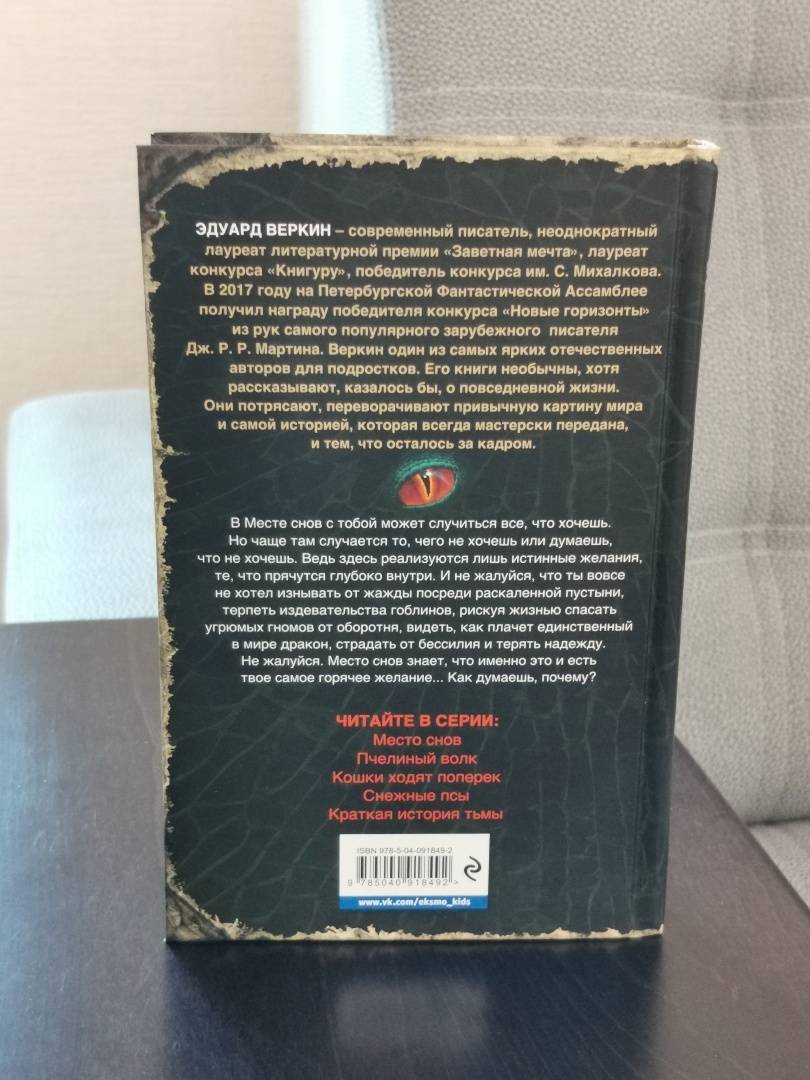 ЭДУАРД ВЕРКИН – современный писатель, неоднократный
лауреат литературной премии «Заветная мечта», лауреат
конкурса «Книгуру», победитель конкурса им. С. Михалкова.
В 2017 году на Петербургской Фантастической Ассамблее
получил награду победителя конкурса «Новые горизонты»
из рук самого популярного зарубежного писателя
Дж. Р. Р. Мартина. Веркин один из самых ярких отечественных
авторов для подростков. Его книги необычны, хотя
рассказывают, казалось бы, о повседневной жизни.
Они потрясают, переворачивают привычную картину мира
и самой историей, которая всегда мастерски передана,
и тем, что осталось за кадром.
В Месте снов с тобой может случиться все, что хочешь.
Но чаще там случается то, чего не хочешь или думаешь,
что не хочешь. Ведь здесь реализуются лишь истинные желания,
те, что прячутся глубоко внутри. И не жалуйся, что ты вовсе
не хотел изнывать от жажды посреди раскаленной пустыни,
терпеть издевательства гоблинов, рискуя жизнью спасать
угрюмых гномов от оборотня, видеть, как плачет единственный
в мире дракон, страдать от бессилия и терять надежду.
Не жалуйся. Место снов знает, что именно это и есть
твое самое горячее желание... Как думаешь, почему?
ЧИТАЙТЕ В СЕРИИ:
Место снов
Пчелиный волк
Кошки ходят поперек
Снежные псы
Краткая история тьмы
ISBN 978-5-04-091849-2
9 785040 918492 >
www.vk.com/eksmo_kids